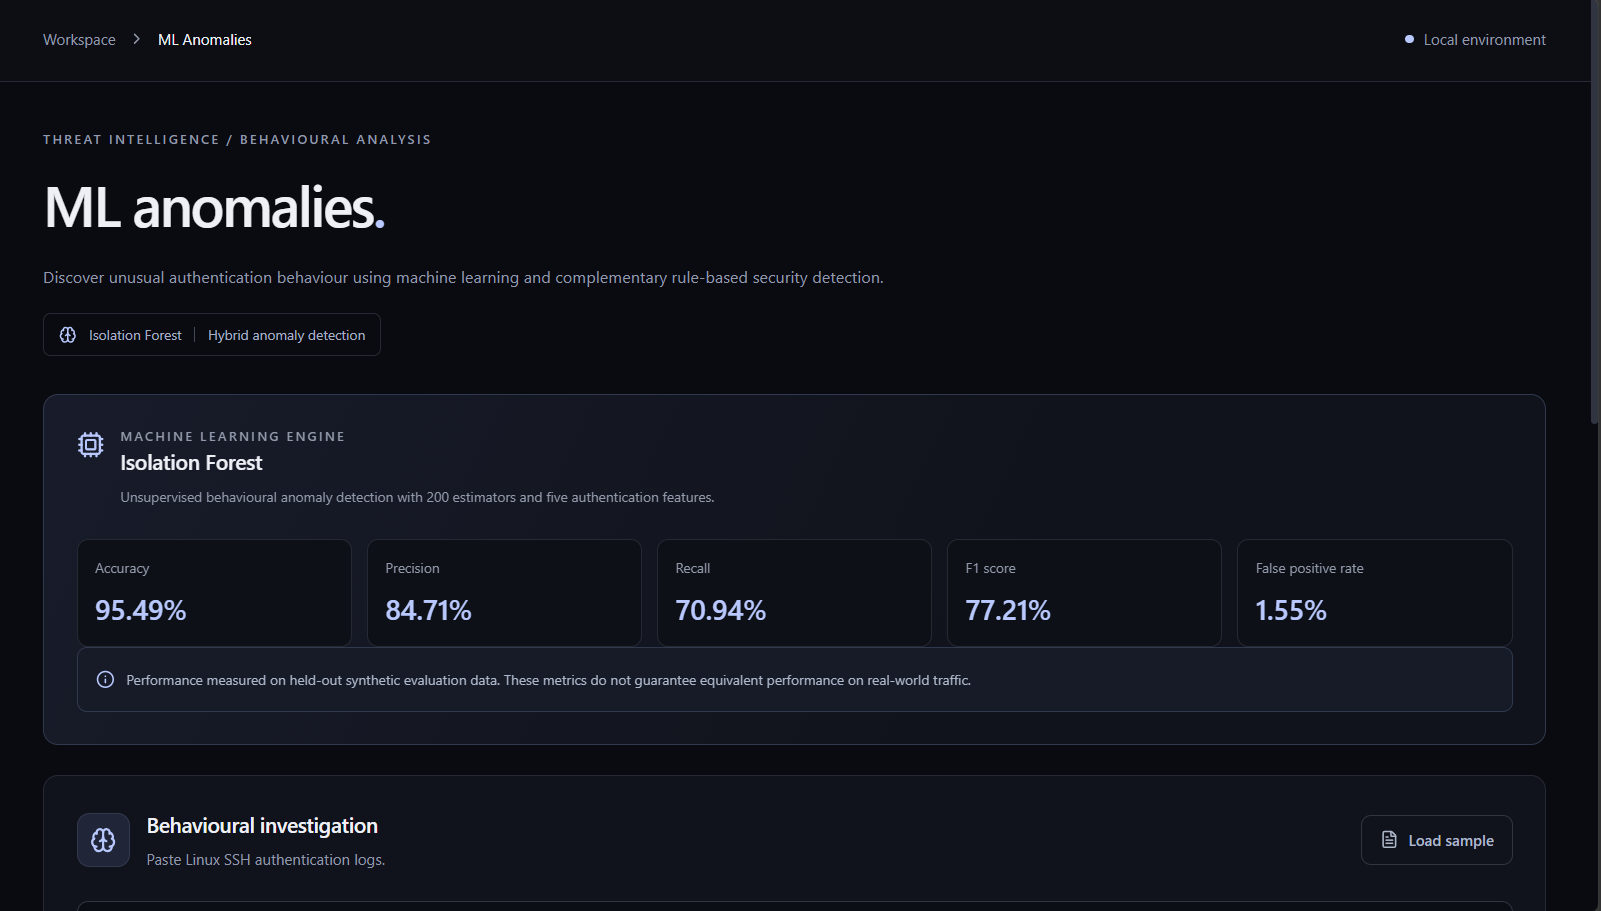 Workspace > ML Anomalies
Local environment
THREAT INTELLIGENCE / BEHAVIOURAL ANALYSIS
ML anomalies.
Discover unusual authentication behaviour using machine learning and complementary rule-based security detection.
Isolation Forest | Hybrid anomaly detection
MACHINE LEARNING ENGINE
Isolation Forest
Unsupervised behavioural anomaly detection with 200 estimators and five authentication features.
Accuracy
95.49%
Precision
84.71%
Recall
70.94%
F1 score
77.21%
False positive rate
1.55%
Performance measured on held-out synthetic evaluation data. These metrics do not guarantee equivalent performance on real-world traffic.
Behavioural investigation
Paste Linux SSH authentication logs.
Load sample